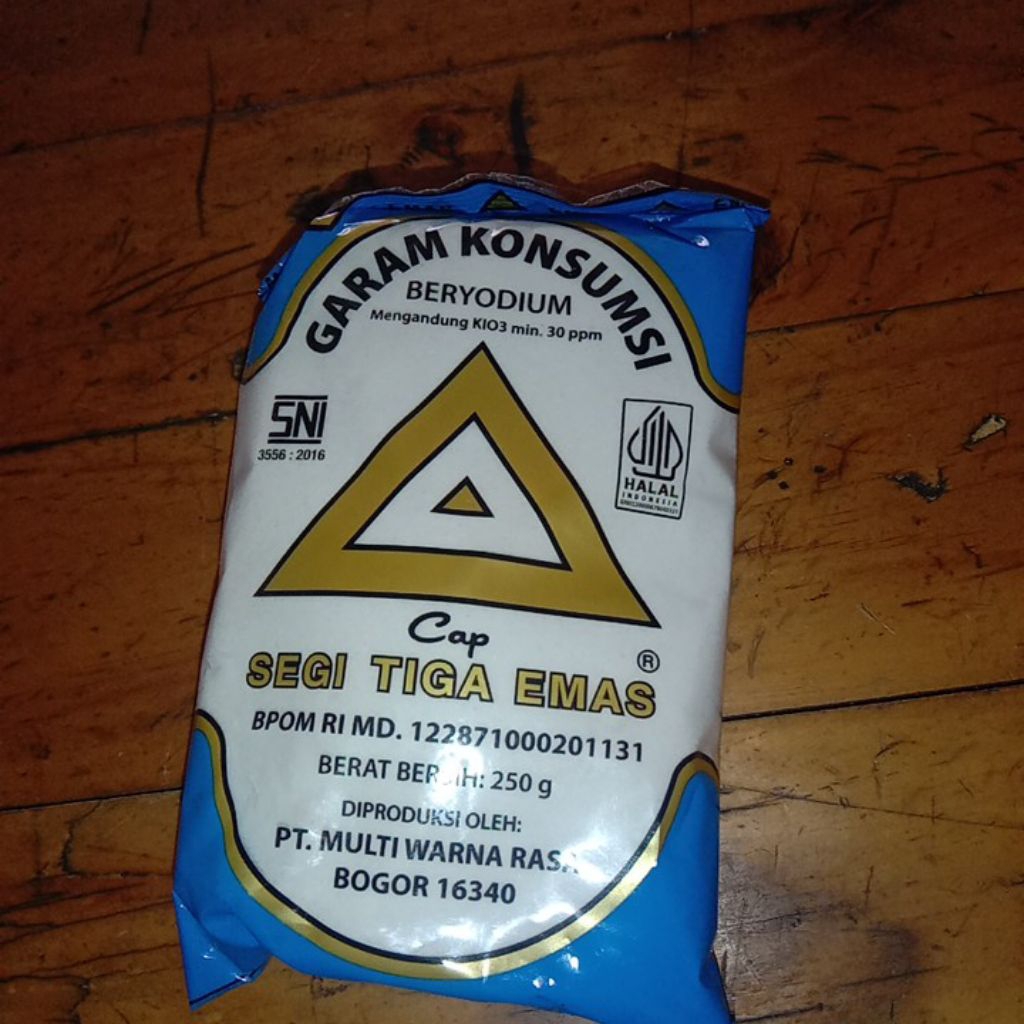 GARAM KONSUMSI
BERYODIUM
Mengandung KIO3 min. 30 ppm
SNI
3556 : 2016
HALAL
INDONESIA
Cap
SEGI TIGA EMAS ®
BPOM RI MD. 122871000201131
BERAT BERSIH: 250 g
DIPRODUKSI OLEH:
PT. MULTI WARNA RASA
BOGOR 16340